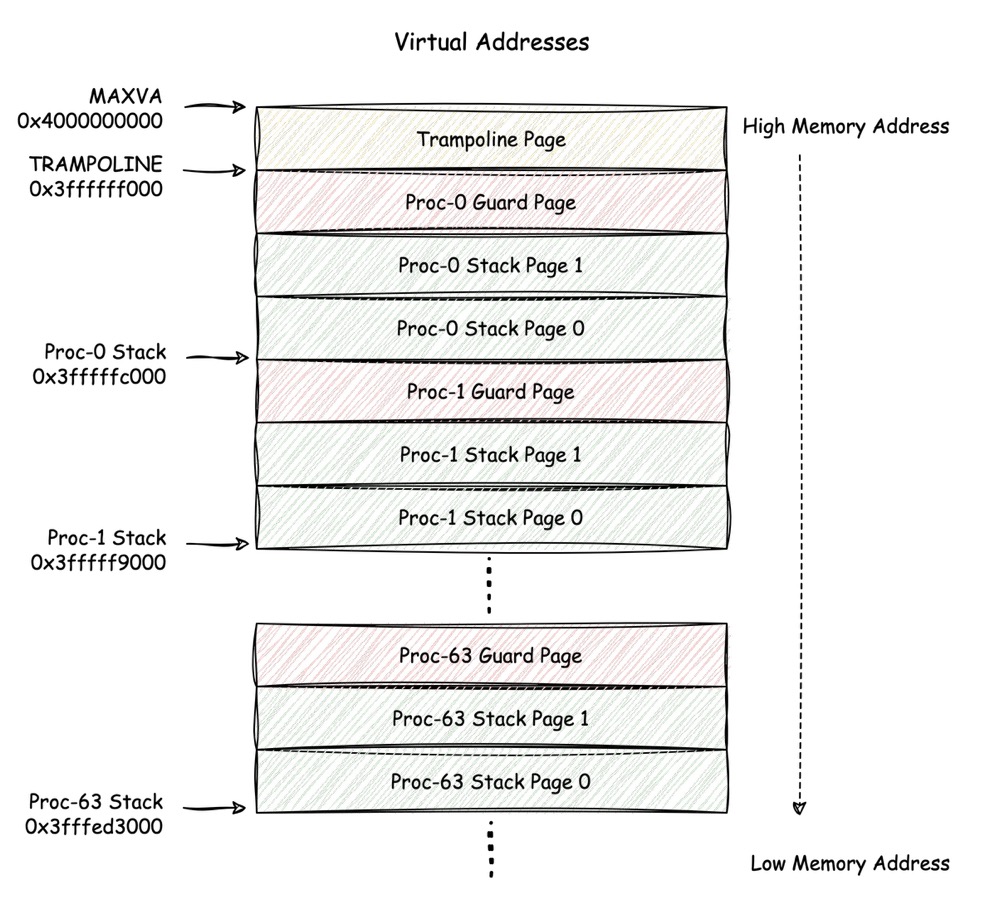 Virtual Addresses
MAXVA
0x4000000000
High Memory Address
Trampoline Page
TRAMPOLINE
0x3ffffff000
Proc-0 Guard Page
Proc-0 Stack Page 1
Proc-0 Stack Page 0
Proc-0 Stack
0x3fffffc000
Proc-1 Guard Page
Proc-1 Stack Page 1
Proc-1 Stack Page 0
Proc-1 Stack
0x3fffff9000
Proc-63 Guard Page
Proc-63 Stack Page 1
Proc-63 Stack Page 0
Proc-63 Stack
0x3fffed3000
Low Memory Address